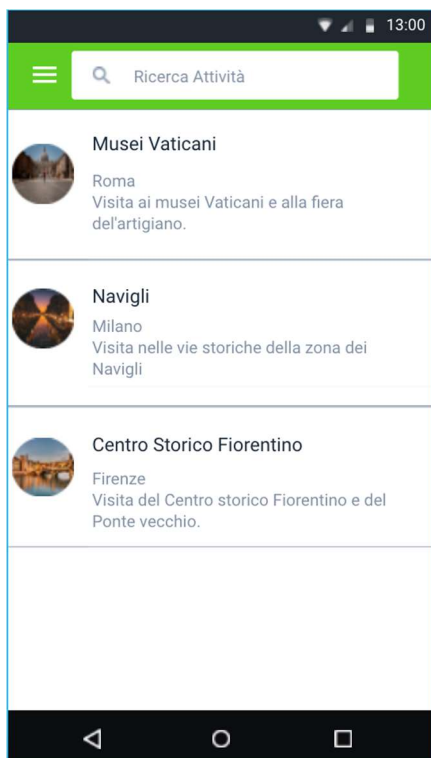 13:00
Ricerca Attività
Musei Vaticani
Roma
Visita ai musei Vaticani e alla fiera
del'artigiano.
Navigli
Milano
Visita nelle vie storiche della zona dei
Navigli
Centro Storico Fiorentino
Firenze
Visita del Centro storico Fiorentino e del
Ponte vecchio.